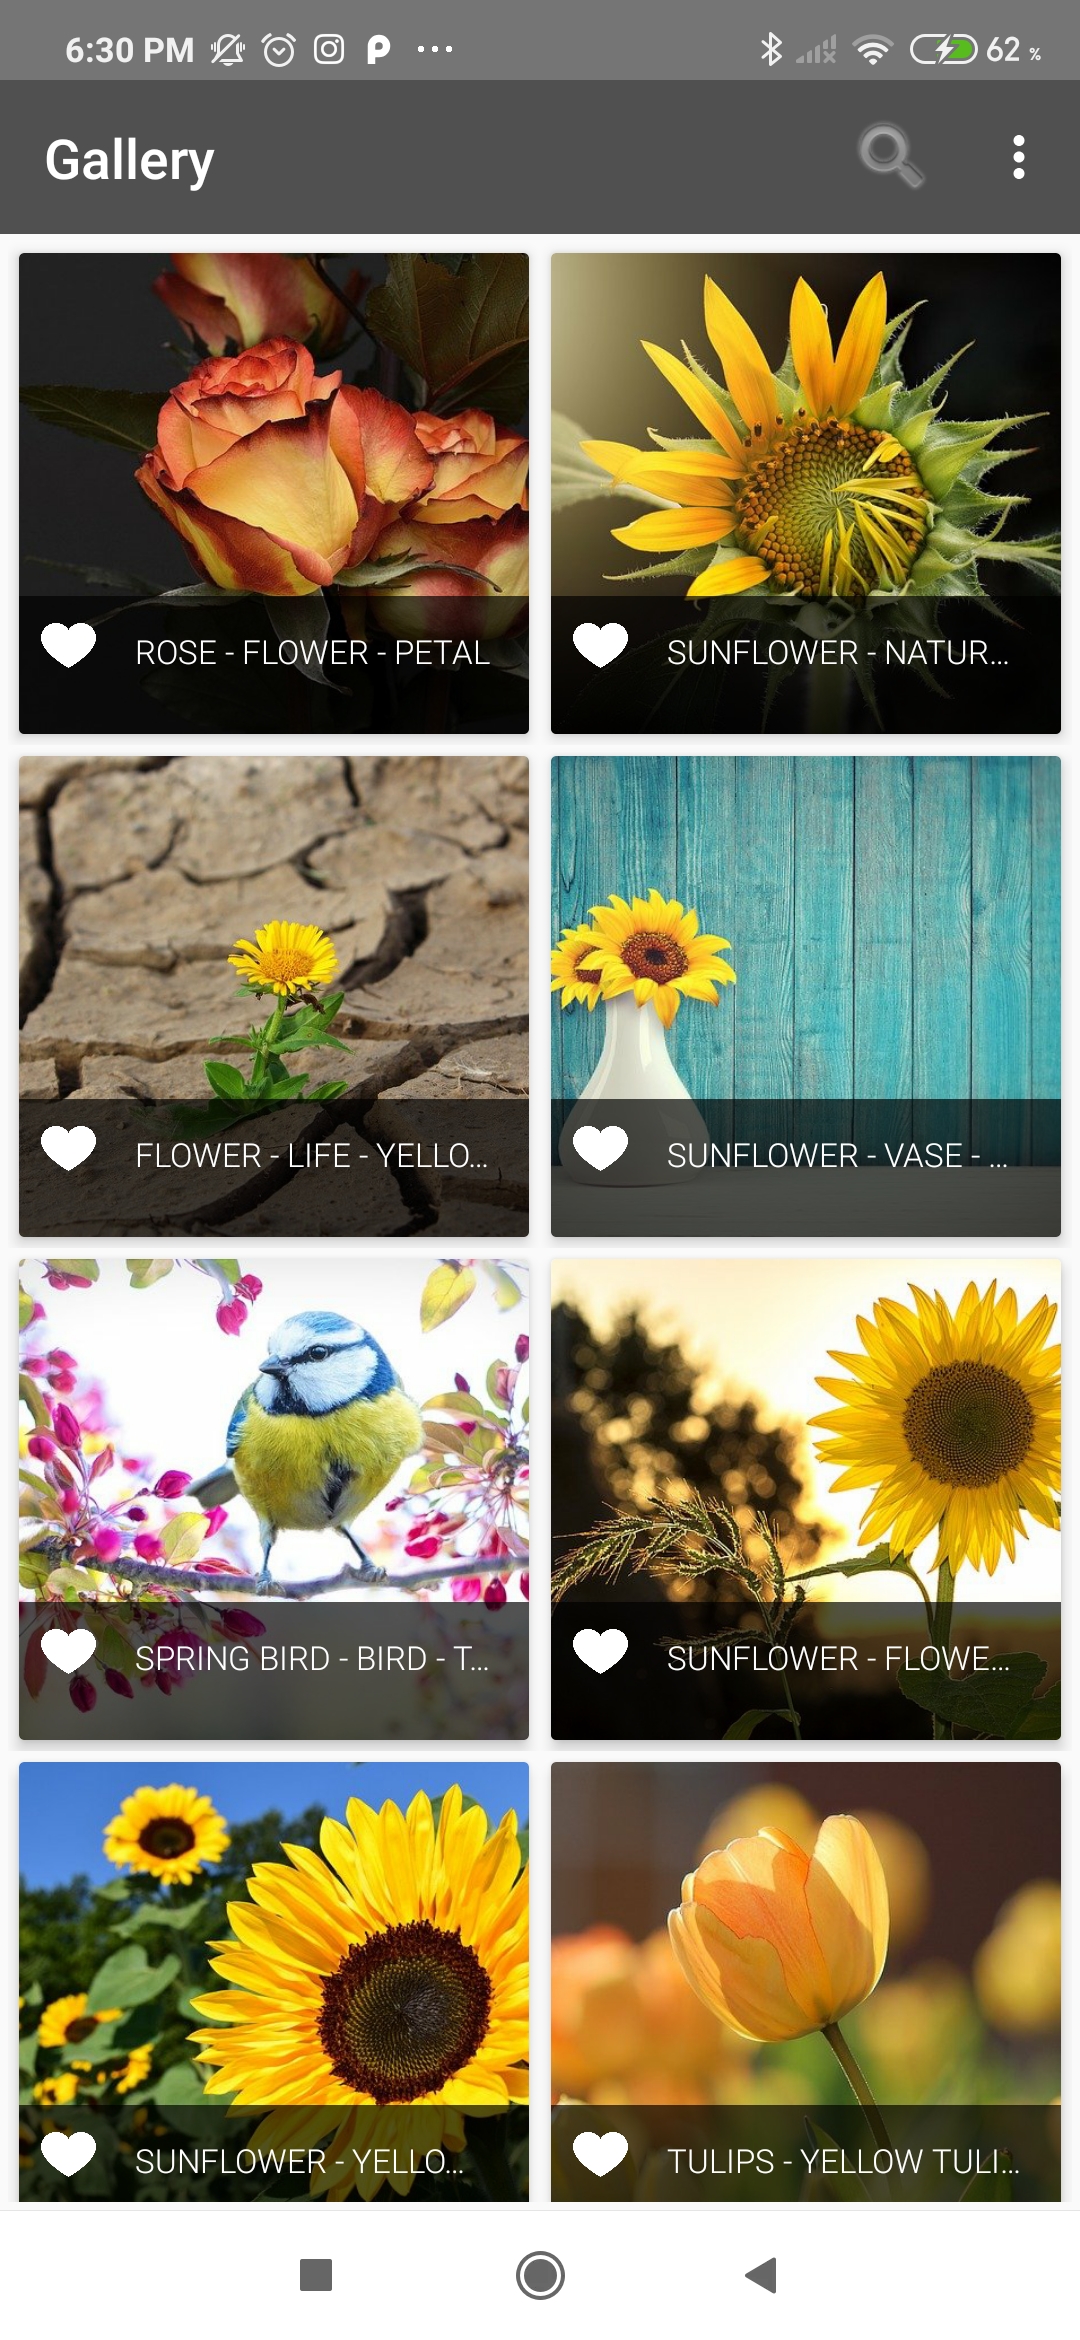 6:30 PM 62 %
Gallery
ROSE - FLOWER - PETAL
SUNFLOWER - NATUR...
FLOWER - LIFE - YELLO...
SUNFLOWER - VASE - ...
SPRING BIRD - BIRD - T...
SUNFLOWER - FLOWE...
SUNFLOWER - YELLO...
TULIPS - YELLOW TULI...